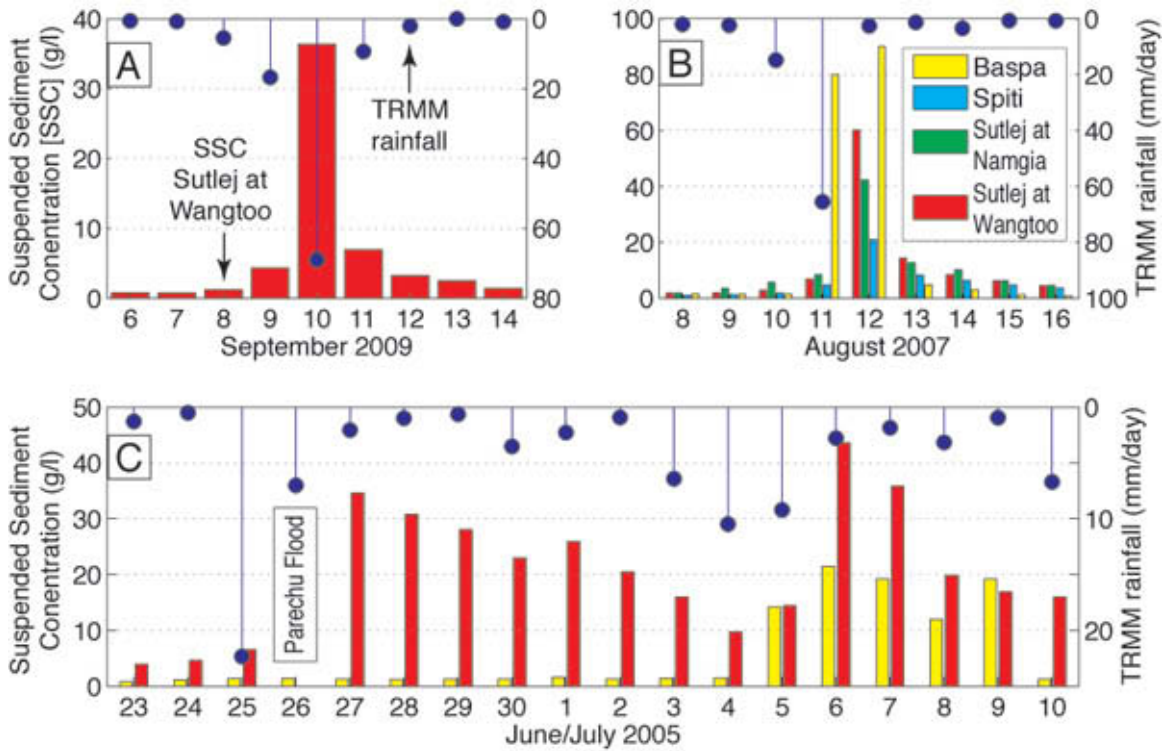 A
Suspended Sediment
Conentration [SSC] (g/l)
40
30
20
10
0
0
20
40
60
80
TRMM
rainfall
SSC
Sutlej at
Wangtoo
6 7 8 9 10 11 12 13 14
September 2009
B
100
80
60
40
20
0
0
20
40
60
80
100
TRMM rainfall (mm/day)
Baspa
Spiti
Sutlej at
Namgia
Sutlej at
Wangtoo
8 9 10 11 12 13 14 15 16
August 2007
C
Suspended Sediment
Conentration (g/l)
50
40
30
20
10
0
0
10
20
TRMM rainfall (mm/day)
Parechu Flood
23 24 25 26 27 28 29 30 1 2 3 4 5 6 7 8 9 10
June/July 2005